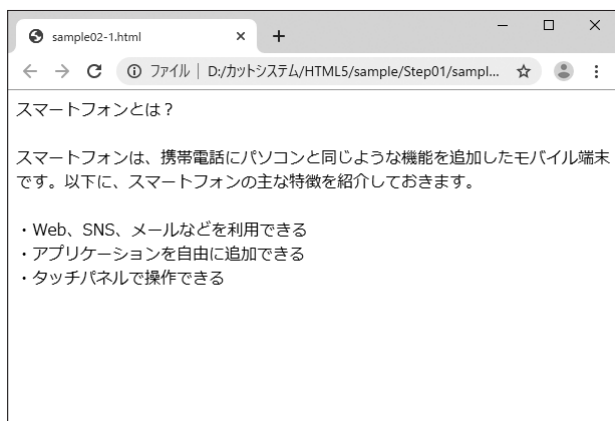 sample02-1.html
ファイル | D:/カットシステム/HTML5/sample/Step01/sampl...
スマートフォンとは？
スマートフォンは、携帯電話にパソコンと同じような機能を追加したモバイル端末
です。以下に、スマートフォンの主な特徴を紹介しておきます。
・Web、SNS、メールなどを利用できる
・アプリケーションを自由に追加できる
・タッチパネルで操作できる